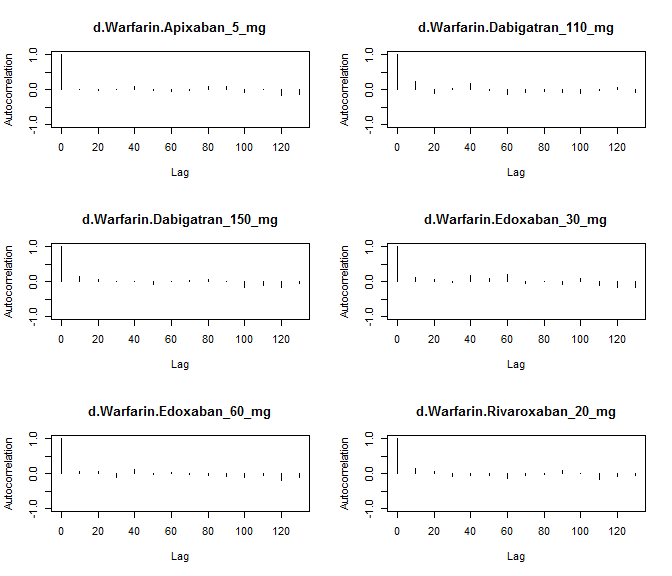 d.Warfarin.Apixaban_5_mg
Autocorrelation
1.0
0.0
-1.0
0 20 40 60 80 100 120
Lag
d.Warfarin.Dabigatran_110_mg
Autocorrelation
1.0
0.0
-1.0
0 20 40 60 80 100 120
Lag
d.Warfarin.Dabigatran_150_mg
Autocorrelation
1.0
0.0
-1.0
0 20 40 60 80 100 120
Lag
d.Warfarin.Edoxaban_30_mg
Autocorrelation
1.0
0.0
-1.0
0 20 40 60 80 100 120
Lag
d.Warfarin.Edoxaban_60_mg
Autocorrelation
1.0
0.0
-1.0
0 20 40 60 80 100 120
Lag
d.Warfarin.Rivaroxaban_20_mg
Autocorrelation
1.0
0.0
-1.0
0 20 40 60 80 100 120
Lag